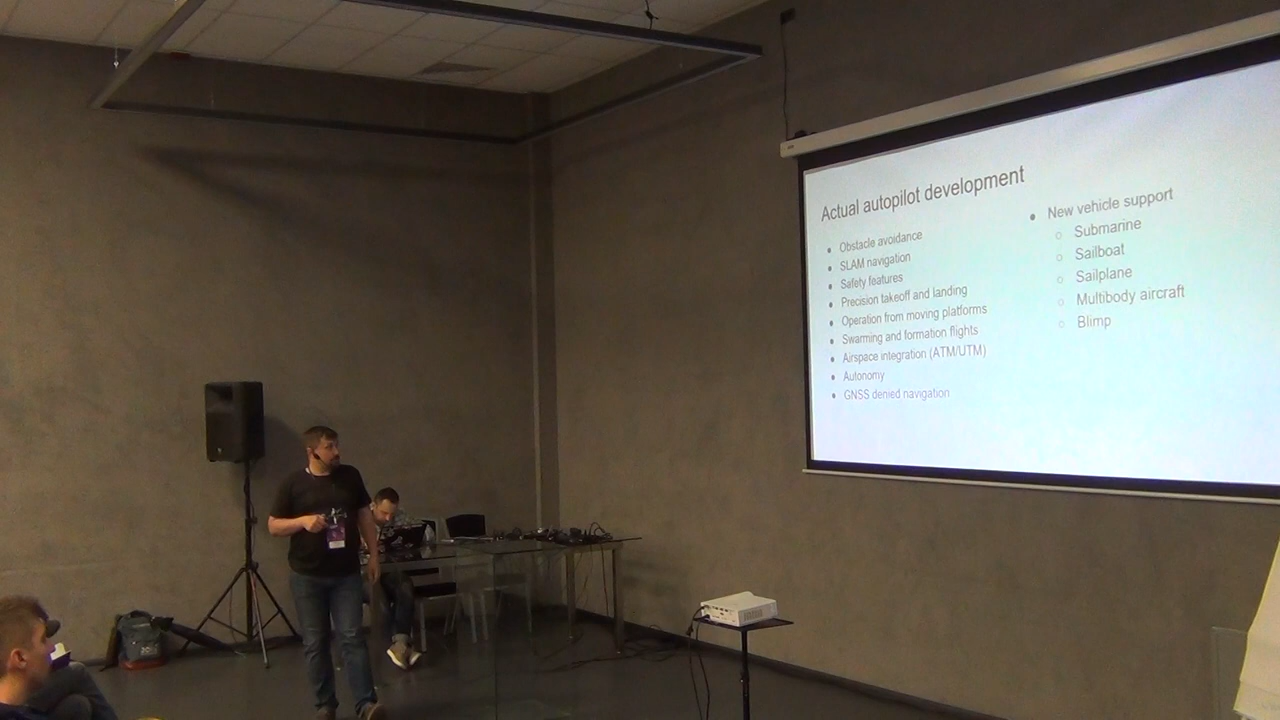 Actual autopilot development
Obstacle avoidance
SLAM navigation
Safety features
Precision takeoff and landing
Operation from moving platforms
Swarming and formation flights
Airspace integration (ATM/UTM)
Autonomy
GNSS denied navigation
New vehicle support
Submarine
Sailboat
Sailplane
Multibody aircraft
Blimp